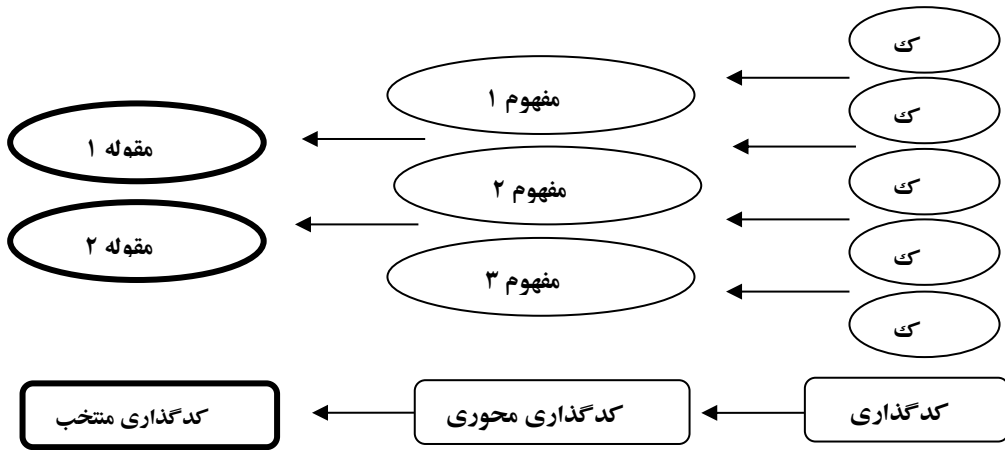 ک
ک
ک
ک
ک
مفهوم ۱
مفهوم ۲
مفهوم ۳
مقوله ۱
مقوله ۲
کدگذاری
کدگذاری محوری
کدگذاری منتخب